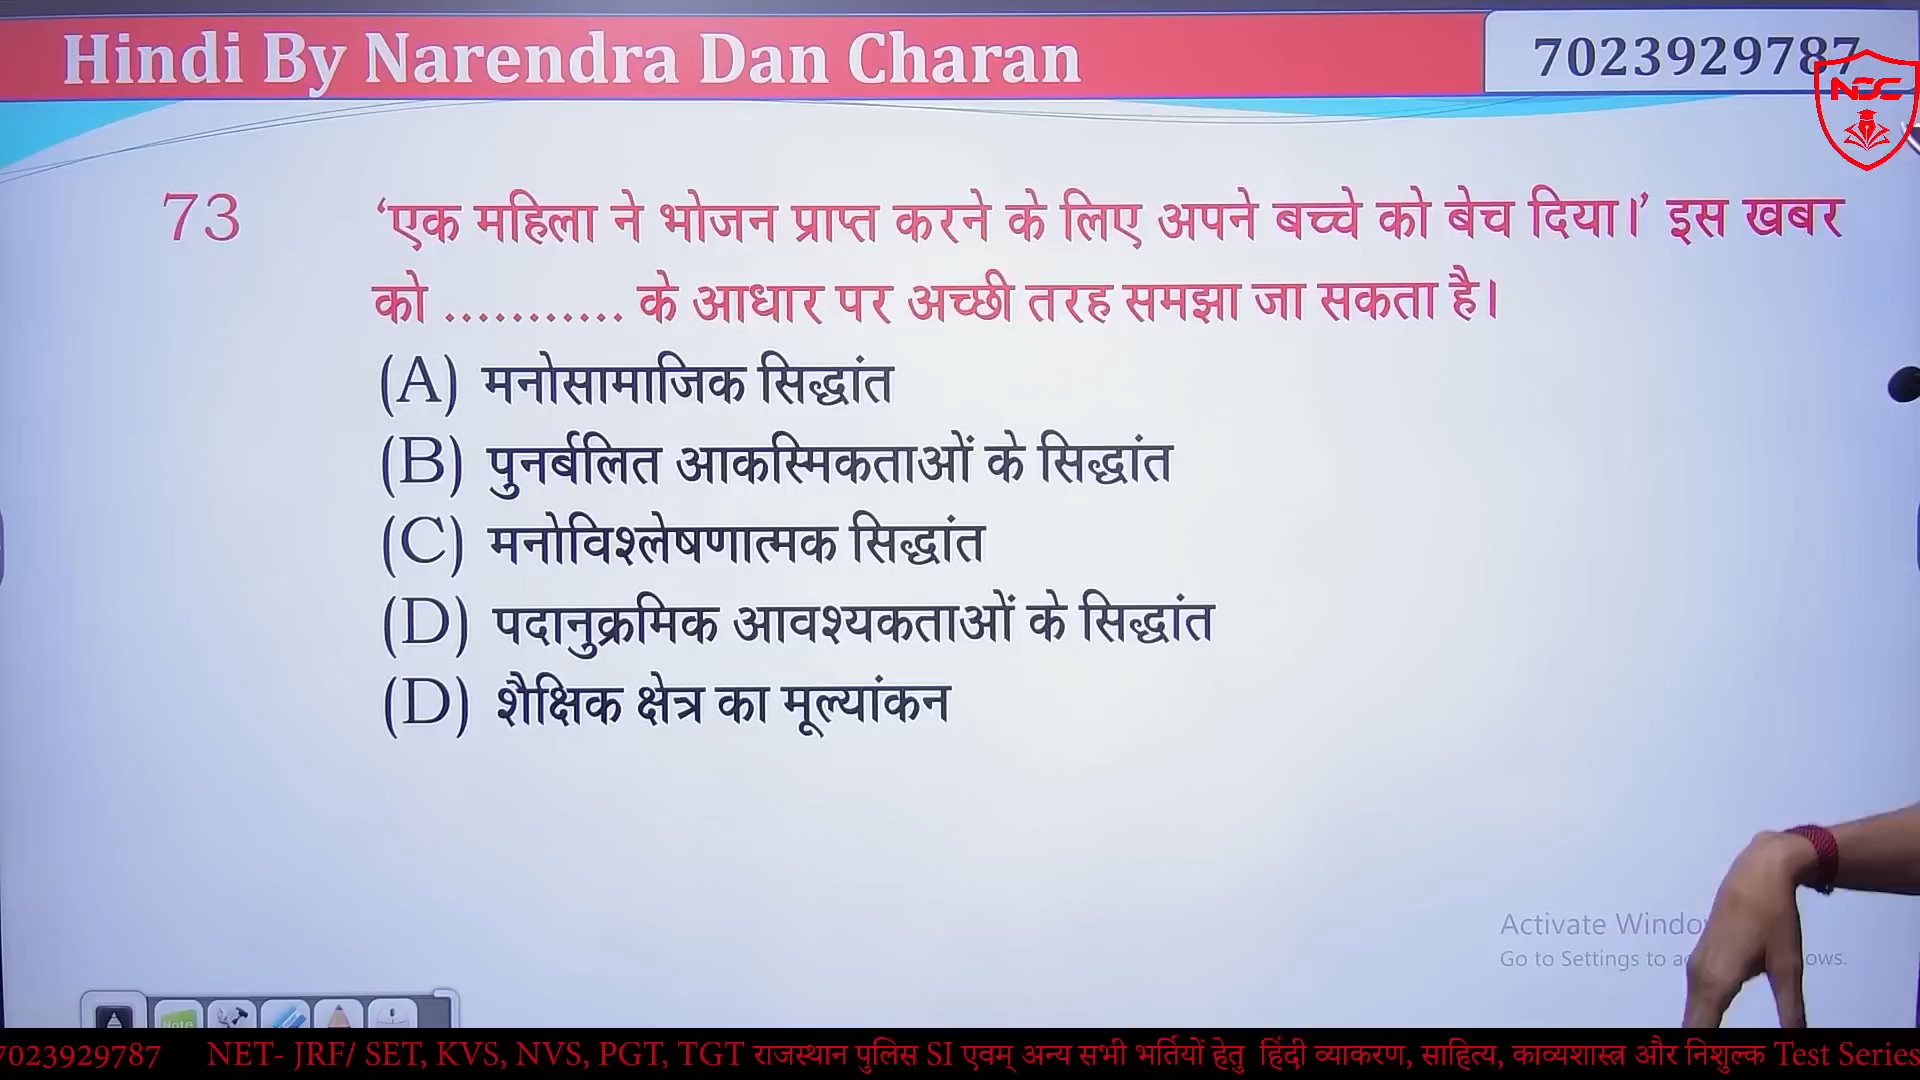 Hindi By Narendra Dan Charan
7023929787
NDC
73 ‘एक महिला ने भोजन प्राप्त करने के लिए अपने बच्चे को बेच दिया।’ इस खबर
को ........... के आधार पर अच्छी तरह समझा जा सकता है।
(A) मनोसामाजिक सिद्धांत
(B) पुनर्बलित आकस्मिकताओं के सिद्धांत
(C) मनोविश्लेषणात्मक सिद्धांत
(D) पदानुक्रमिक आवश्यकताओं के सिद्धांत
(D) शैक्षिक क्षेत्र का मूल्यांकन
Activate
Go to Settings to
Note
7023929787 NET- JRF/ SET, KVS, NVS, PGT, TGT राजस्थान पुलिस SI एवम् अन्य सभी भर्तियों हेतु हिंदी व्याकरण, साहित्य, काव्यशास्त्र और निशुल्क Test Series